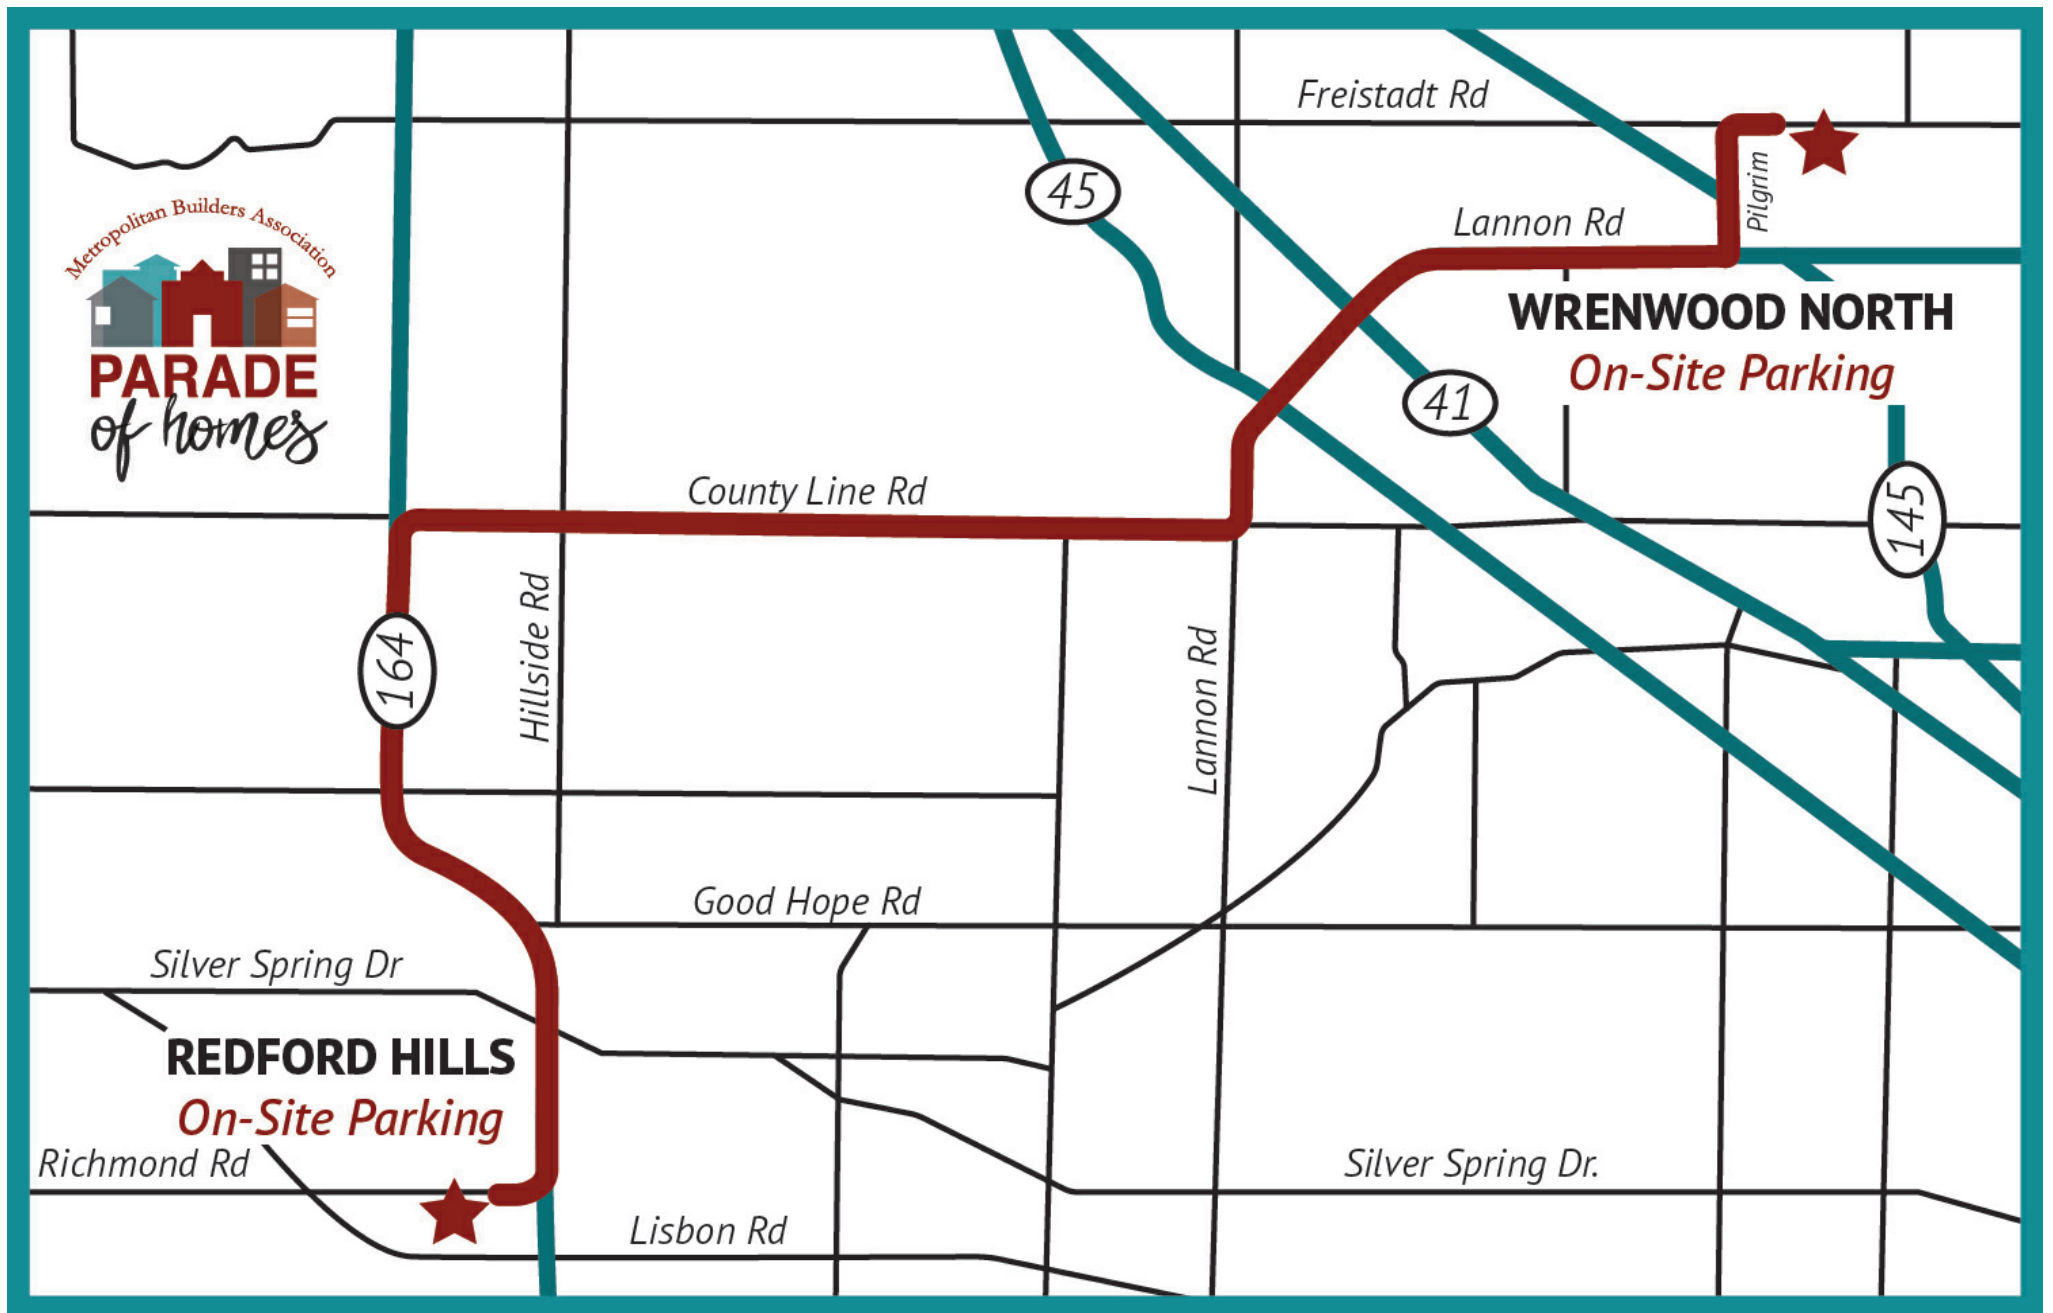 Freistadt Rd
45
Pilgrim
Lannon Rd
Metropolitan Builders Association
PARADE
of homes
WRENWOOD NORTH
On-Site Parking
41
County Line Rd
145
Hillside Rd
164
Lannon Rd
Good Hope Rd
Silver Spring Dr
REDFORD HILLS
On-Site Parking
Richmond Rd
Silver Spring Dr.
Lisbon Rd